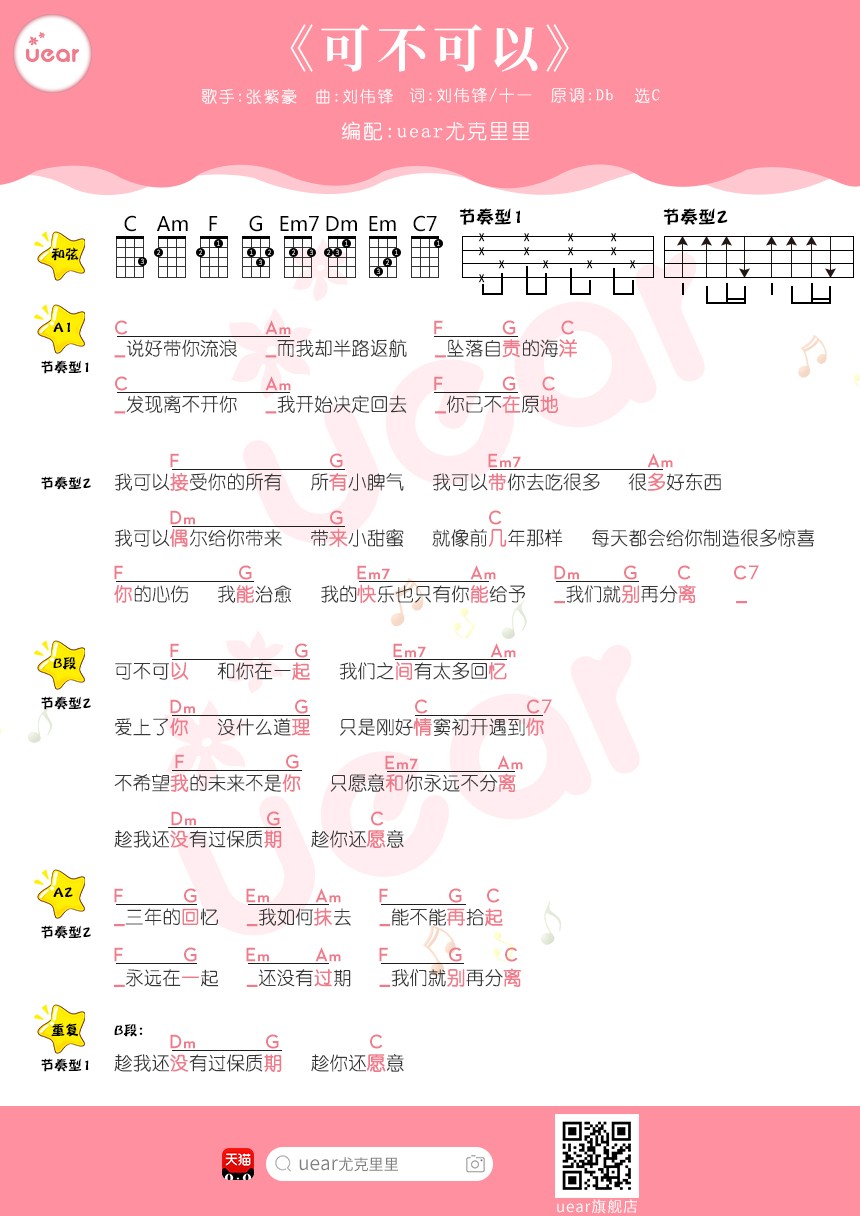 uear
《可不可以》
歌手:张紫豪 曲:刘伟锋 词:刘伟锋/十一 原调:Db 选C
编配:uear尤克里里
和弦
C Am F G Em7 Dm Em C7
节奏型1 节奏型2
A1
节奏型1
C Am F G C
_说好带你流浪 _而我却半路返航 _坠落自责的海洋
C Am F G C
_发现离不开你 _我开始决定回去 _你已不在原地
节奏型2
F G Em7 Am
我可以接受你的所有 所有小脾气 我可以带你去吃很多 很多好东西
Dm G C
我可以偶尔给你带来 带来小甜蜜 就像前几年那样 每天都会给你制造很多惊喜
F G Em7 Am Dm G C C7
你的心伤 我能治愈 我的快乐也只有你能给予 _我们就别再分离 _
B段
节奏型2
F G Em7 Am
可不可以 和你在一起 我们之间有太多回忆
Dm G C C7
爱上了你 没什么道理 只是刚好情窦初开遇到你
F G Em7 Am
不希望我的未来不是你 只愿意和你永远不分离
Dm G C
趁我还没有过保质期 趁你还愿意
A2
节奏型2
F G Em Am F G C
_三年的回忆 _我如何抹去 _能不能再拾起
F G Em Am F G C
_永远在一起 _还没有过期 _我们就别再分离
重复
节奏型1
B段:
Dm G C
趁我还没有过保质期 趁你还愿意
天猫
uear尤克里里
uear旗舰店